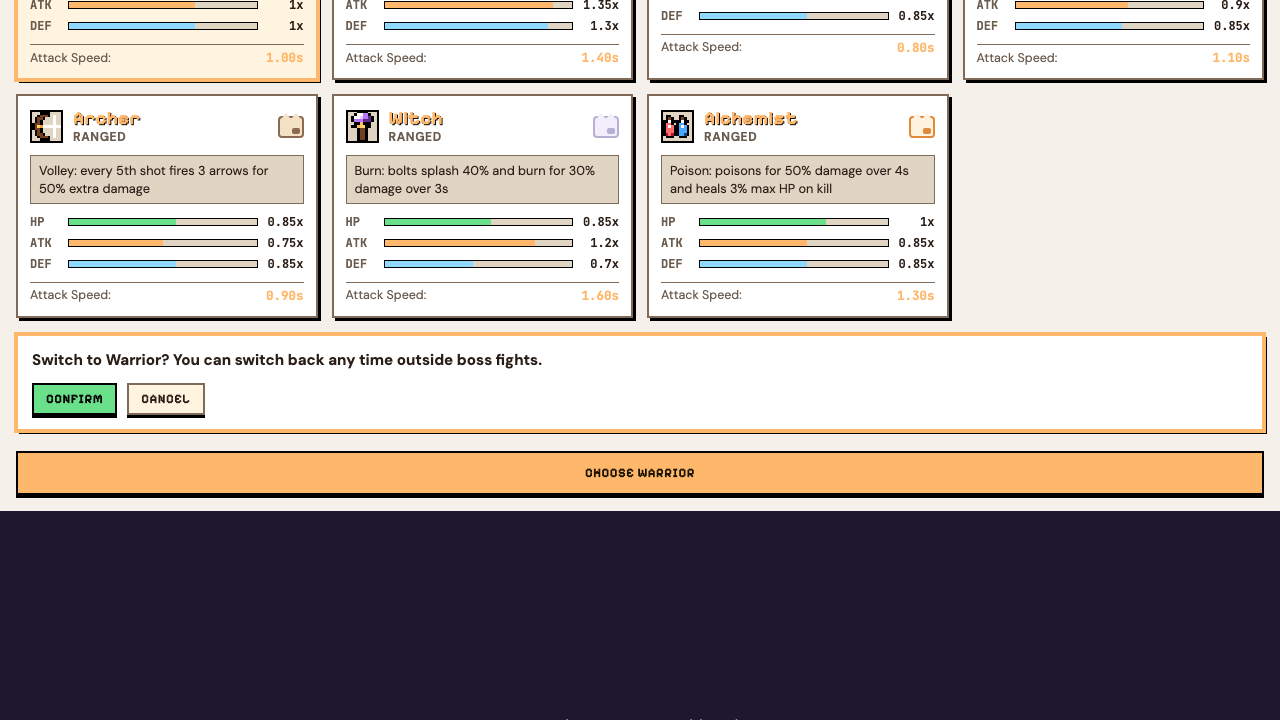 ATK 1x
DEF 1x
Attack Speed: 1.00s
ATK 1.35x
DEF 1.3x
Attack Speed: 1.40s
DEF 0.85x
Attack Speed: 0.80s
ATK 0.9x
DEF 0.85x
Attack Speed: 1.10s
Archer
RANGED
Volley: every 5th shot fires 3 arrows for
50% extra damage
HP 0.85x
ATK 0.75x
DEF 0.85x
Attack Speed: 0.90s
Witch
RANGED
Burn: bolts splash 40% and burn for 30%
damage over 3s
HP 0.85x
ATK 1.2x
DEF 0.7x
Attack Speed: 1.60s
Alchemist
RANGED
Poison: poisons for 50% damage over 4s
and heals 3% max HP on kill
HP 1x
ATK 0.85x
DEF 0.85x
Attack Speed: 1.30s
Switch to Warrior? You can switch back any time outside boss fights.
CONFIRM
CANCEL
CHOOSE WARRIOR